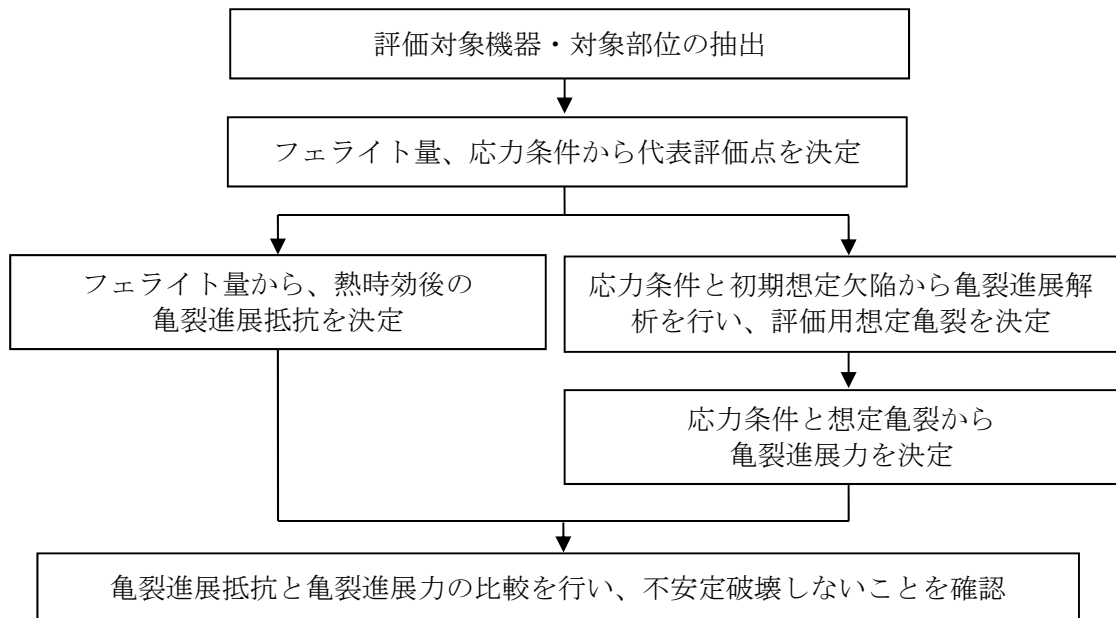 評価対象機器・対象部位の抽出
フェライト量、応力条件から代表評価点を決定
フェライト量から、熱時効後の
亀裂進展抵抗を決定
応力条件と初期想定欠陥から亀裂進展解
析を行い、評価用想定亀裂を決定
応力条件と想定亀裂から
亀裂進展力を決定
亀裂進展抵抗と亀裂進展力の比較を行い、不安定破壊しないことを確認